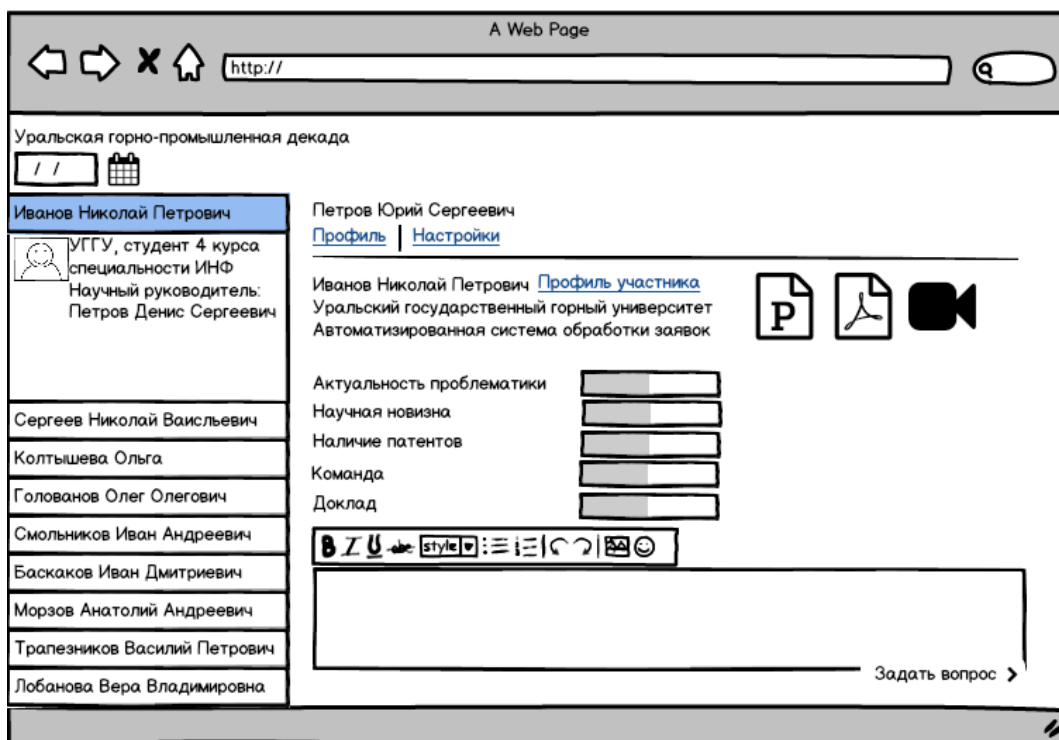 A Web Page
http://
Уральская горно-промышленная декада
/ /
Иванов Николай Петрович
УГГУ, студент 4 курса
специальности ИНФ
Научный руководитель:
Петров Денис Сергеевич
Сергеев Николай Ваисльевич
Колтышева Ольга
Голованов Олег Олегович
Смольников Иван Андреевич
Баскаков Иван Дмитриевич
Морзов Анатолий Андреевич
Трапезников Василий Петрович
Лобанова Вера Владимировна
Петров Юрий Сергеевич
Профиль | Настройки
Иванов Николай Петрович Профиль участника
Уральский государственный горный университет
Автоматизированная система обработки заявок
P
Актуальность проблематики
Научная новизна
Наличие патентов
Команда
Доклад
B I U abc style
Задать вопрос